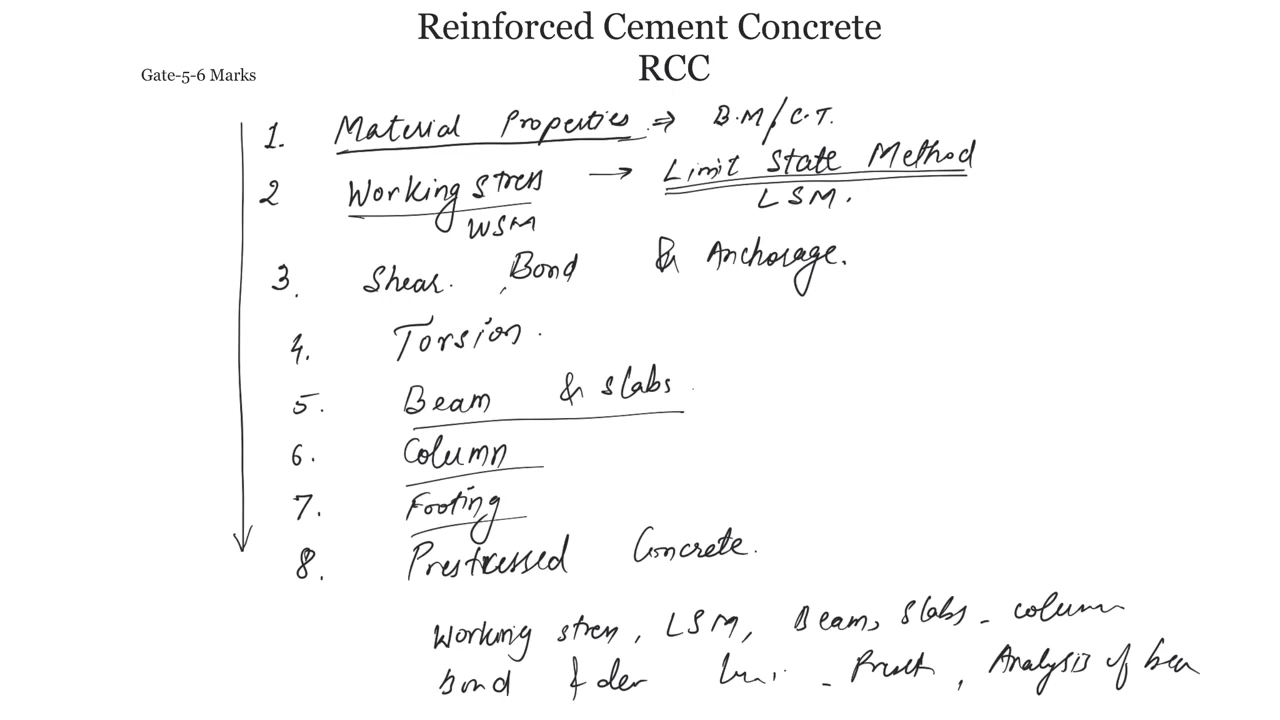 Reinforced Cement Concrete
RCC
Gate-5-6 Marks
1. Material Properties ⇒ B.M/C.T.
2 Working stress → Limit State Method
WSM LSM.
3. Shear, Bond & Anchorage.
4. Torsion.
5. Beam & slabs.
6. Column
7. Footing
8. Prestressed Concrete.
Working stress, LSM, Beam, Slabs - column
bond & , Analysis of